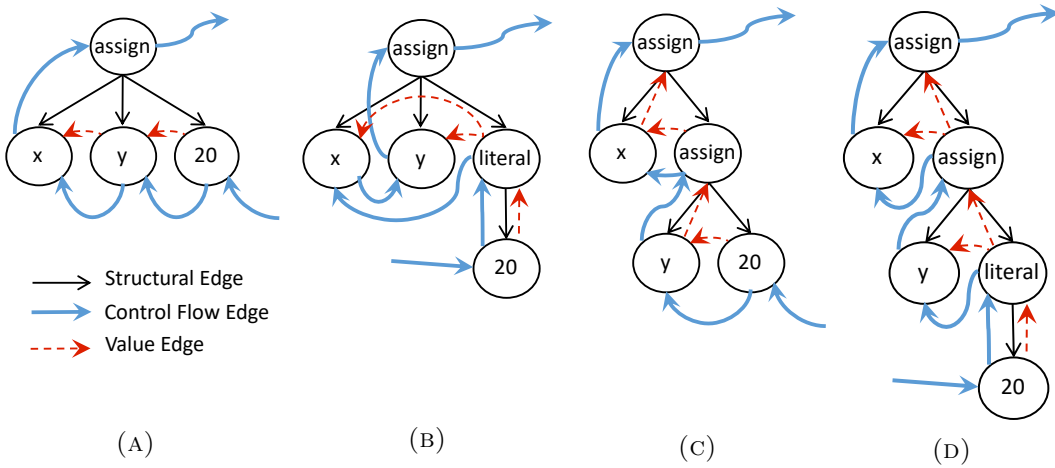 assign
x
y
20
assign
x
y
literal
20
assign
x
assign
y
20
assign
x
assign
y
literal
20
Structural Edge
Control Flow Edge
Value Edge
(A)
(B)
(C)
(D)